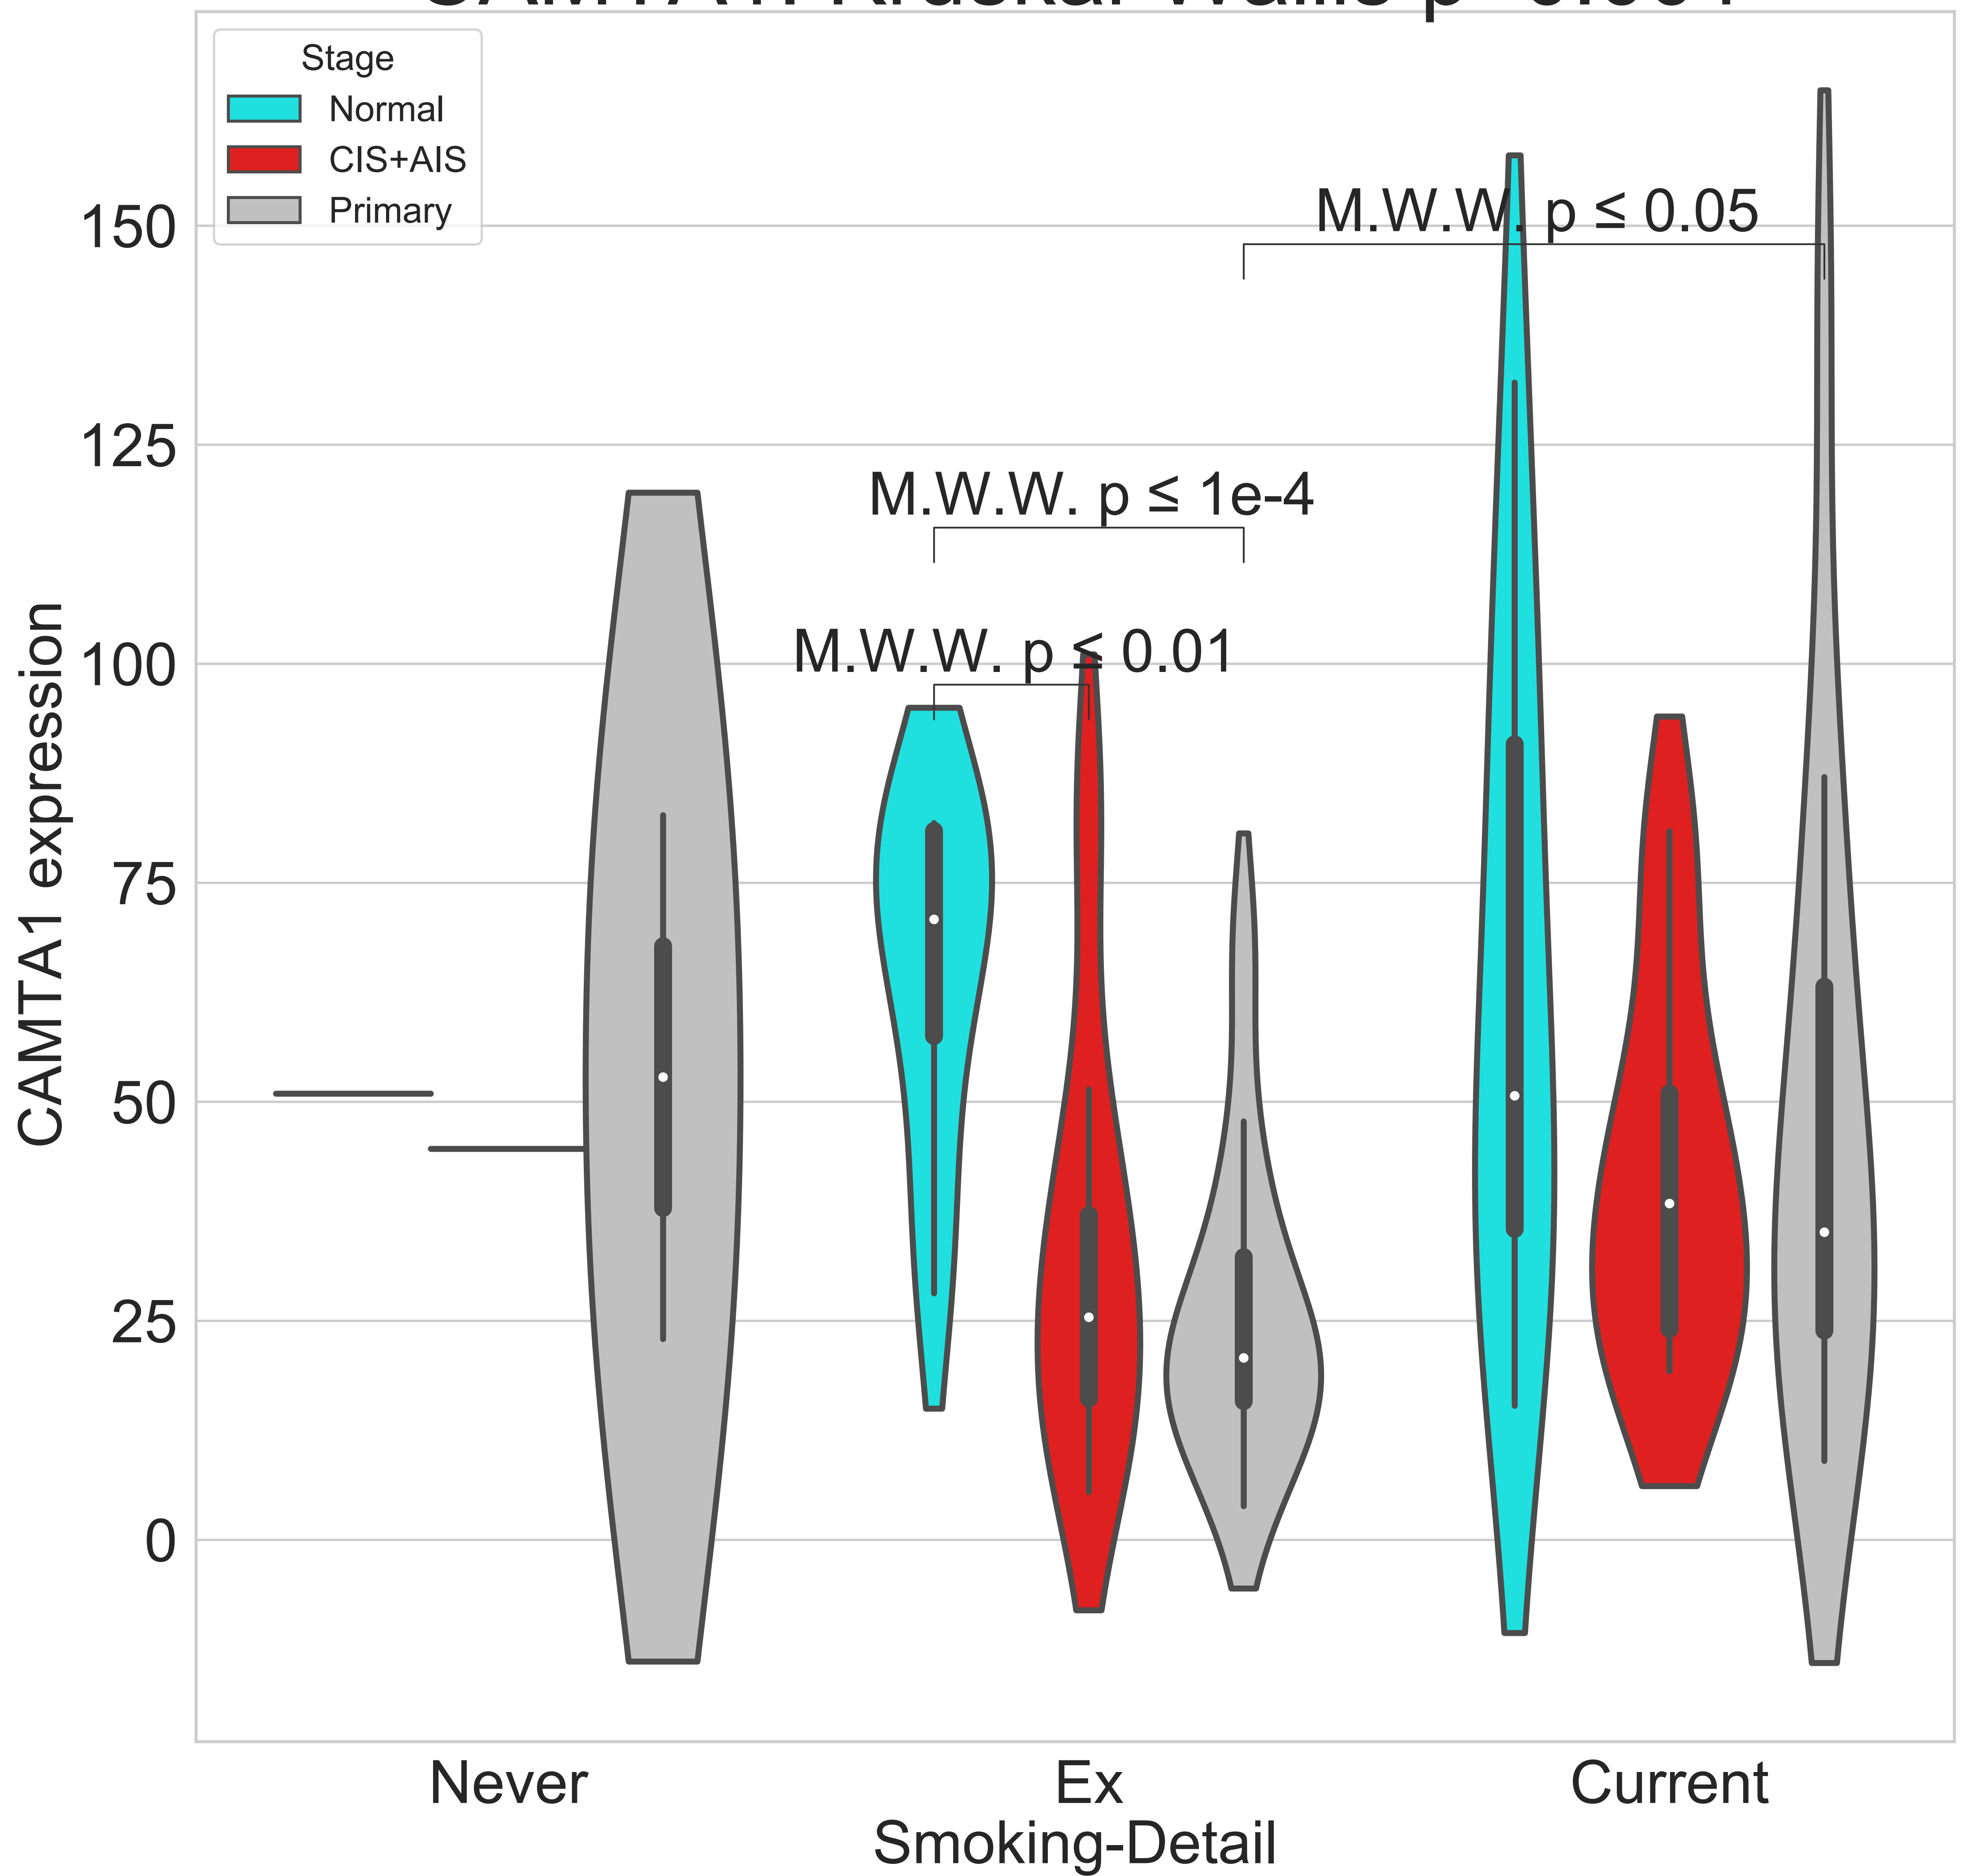 Stage
Normal
CIS+AIS
Primary
M.W.W. p ≤ 0.05
M.W.W. p ≤ 1e-4
M.W.W. p ≤ 0.01
150
125
100
75
50
25
0
CAMTA1 expression
Never
Ex
Current
Smoking-Detail